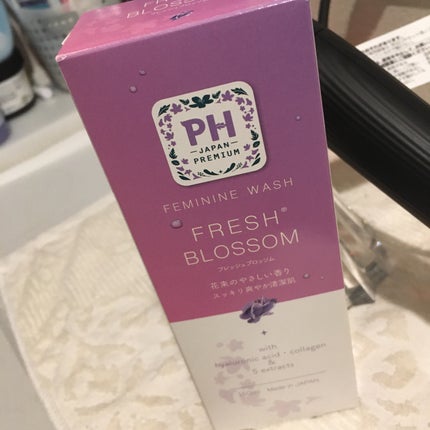 FRESH
BLOSSOM
PH
JAPAN
PREMIUM
FEMININE WASH
FRESH®
BLOSSOM
フレッシュブロッサム
花束のやさしい香り
スッキリ爽やか清潔肌
with
hyaluronic acid・collagen
&
5 extracts
Made in JAPAN